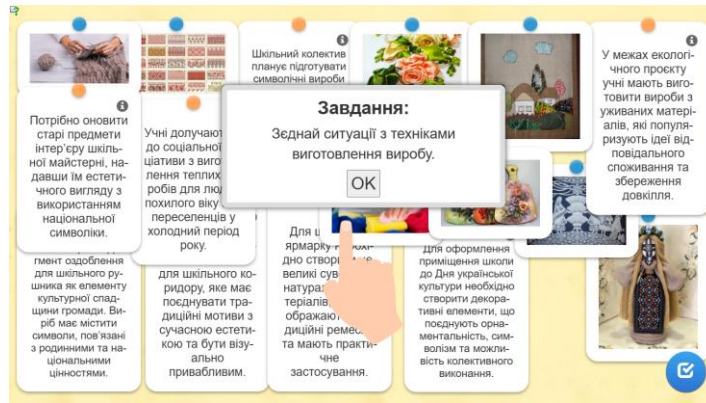 Шкільний колектив
планує підготувати
символічні вироби
У межах екологі-
чного проєкту
учні мають виго-
товити вироби з
уживаних матері-
алів, які популя-
ризують ідеї від-
повідального
споживання та
збереження
довкілля.
Завдання:
Зєднай ситуації з техніками
виготовлення виробу.
OK
Потрібно оновити
старі предмети
інтер'єру шкіль-
ної майстерні, на-
давши їм естети-
чного вигляду з
використанням
національної
символіки.
Учні долучают
до соціальної
ціативи з виго
лення теплих
робів для лю
похилого віку
переселенців у
холодний період
року.
гмент оздоблення
для шкільного ру-
шника як елементу
культурної спад-
щини громади. Ви-
ріб має містити
символи, пов'язані
з родинними та на-
ціональними
цінностями.
для шкільного ко-
ридору, яке має
поєднувати тра-
диційні мотиви з
сучасною естети-
кою та бути візу-
ально
привабливим.
Для
ярмарку
дно створи
великі сув
натура
теріалів
ображаю
диційні ремес
та мають практи-
чне
застосування.
Для оформлення
приміщення школи
до Дня української
культури необхідно
створити декора-
тивні елементи, що
поєднують орна-
ментальність, сим-
волізм та можли-
вість колективного
виконання.